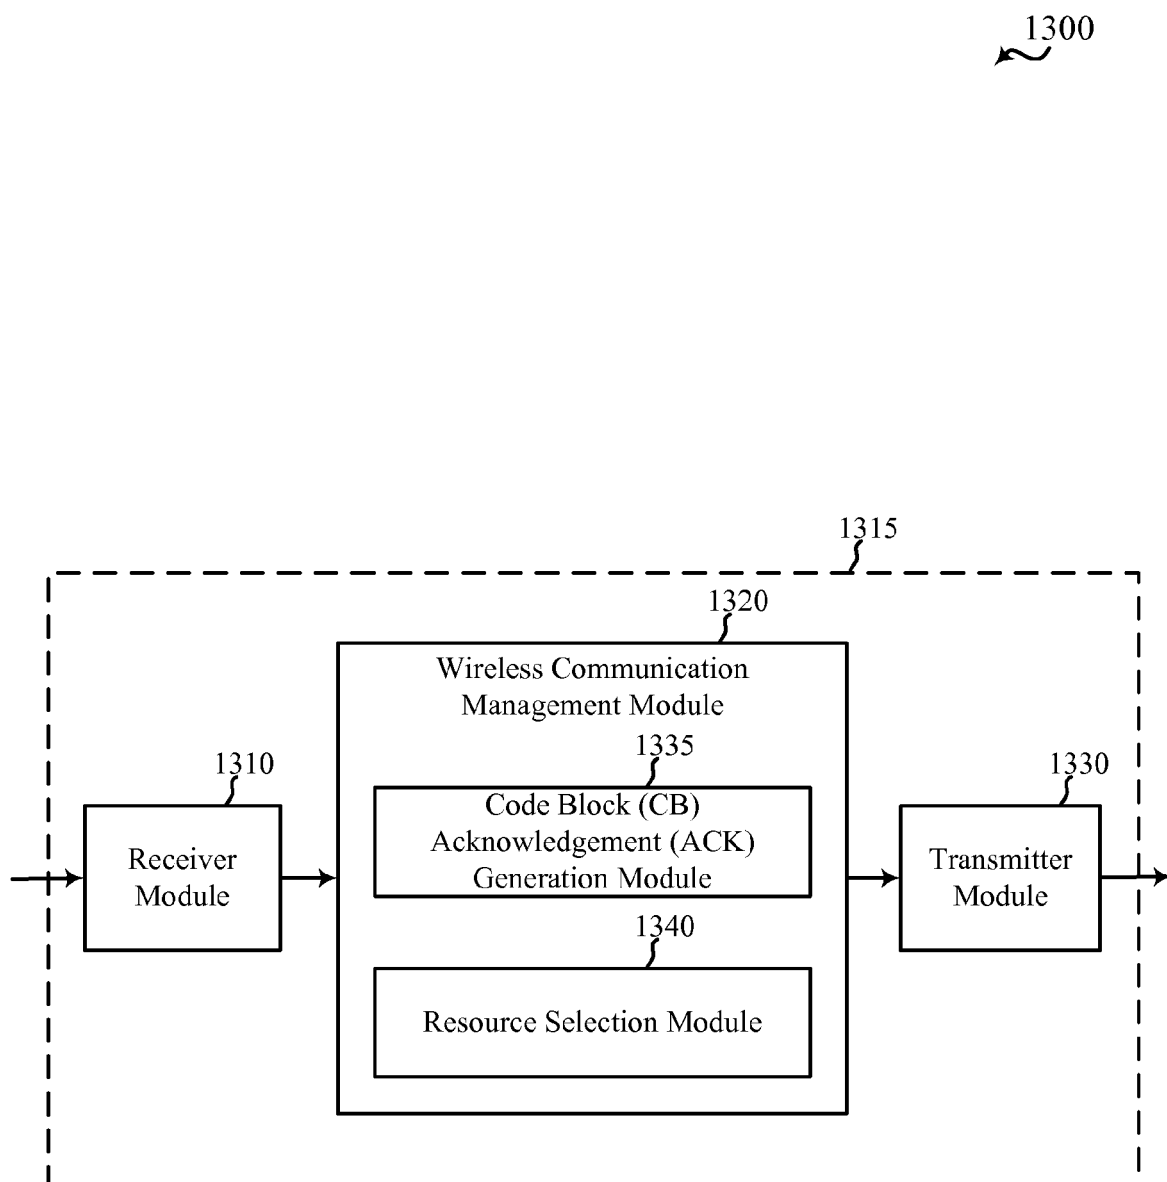 1300
1315
1320
Wireless Communication
Management Module
1335
Code Block (CB)
Acknowledgement (ACK)
Generation Module
1340
Resource Selection Module
1310
Receiver
Module
1330
Transmitter
Module